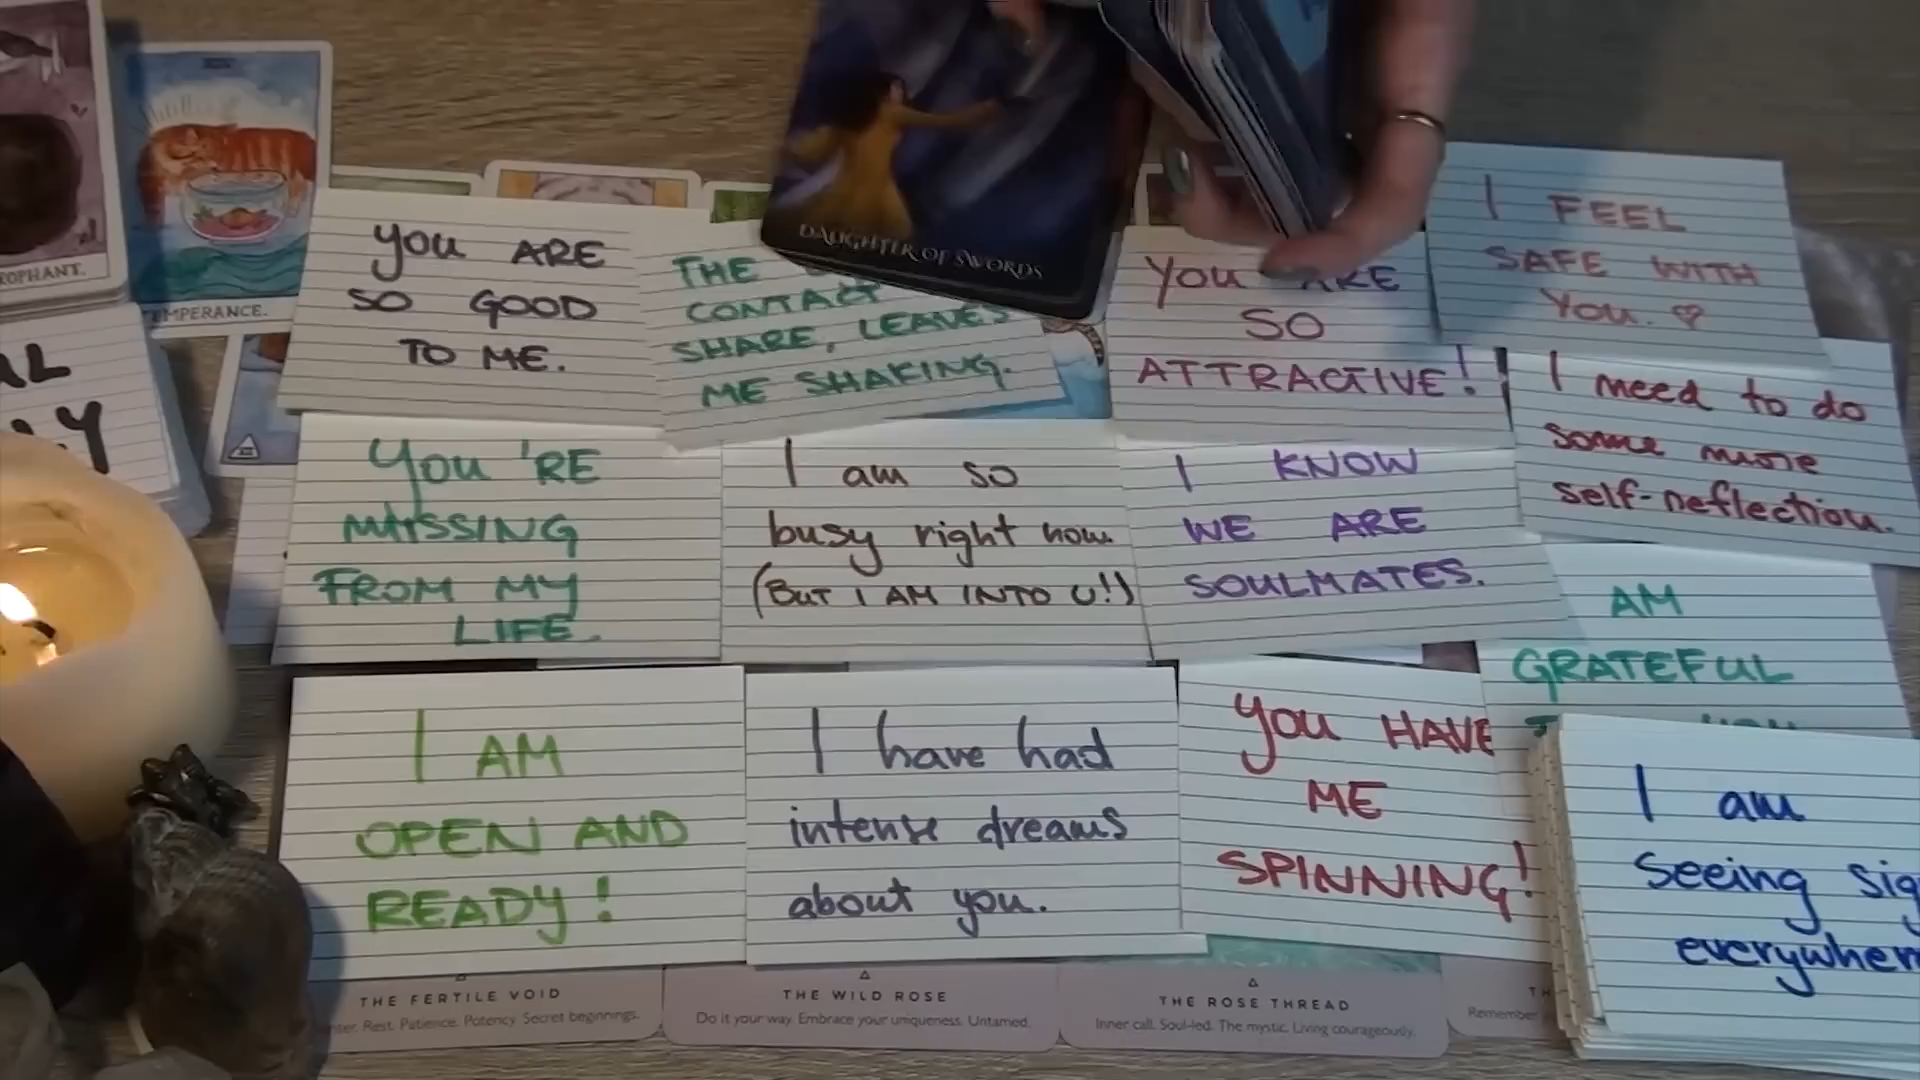 DAUGHTER OF SWORDS
TEMPERANCE.
YOU ARE
SO GOOD
TO ME.
THE
CONTACT
SHARE, LEAVES
ME SHAKING.
YOU ARE
SO
ATTRACTIVE!
I FEEL
SAFE WITH
YOU. ♡
YOU'RE
MISSING
FROM MY
LIFE.
I am so
busy right now.
(BUT I AM INTO U!)
I KNOW
WE ARE
SOULMATES.
I need to do
some more
self-reflection.
AM
GRATEFUL
I AM
OPEN AND
READY!
I have had
intense dreams
about you.
YOU HAVE
ME
SPINNING!
I am
seeing
THE FERTILE VOID
Rest. Patience. Potency. Secret beginnings.
THE WILD ROSE
Do it your way. Embrace your uniqueness. Untamed.
THE ROSE THREAD
Inner call. Soul-led. The mystic. Living courageously.
Remember